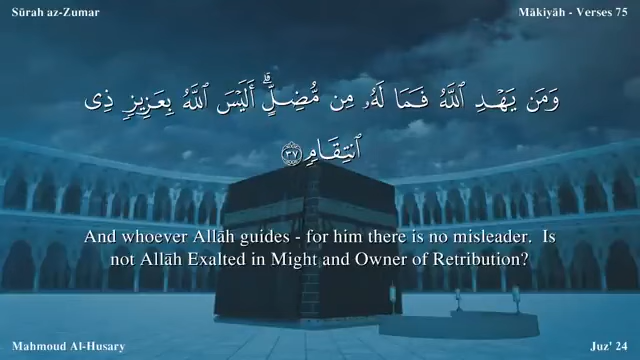 Sūrah az-Zumar
Mākiyāh - Verses 75
وَمَن يَهْدِ ٱللَّهُ فَمَا لَهُۥ مِن مُّضِلٍّ ۗ أَلَيْسَ ٱللَّهُ بِعَزِيزٍ ذِى
ٱنتِقَامٍ ٣٧
And whoever Allāh guides - for him there is no misleader.  Is
not Allāh Exalted in Might and Owner of Retribution?
Mahmoud Al-Husary
Juz' 24